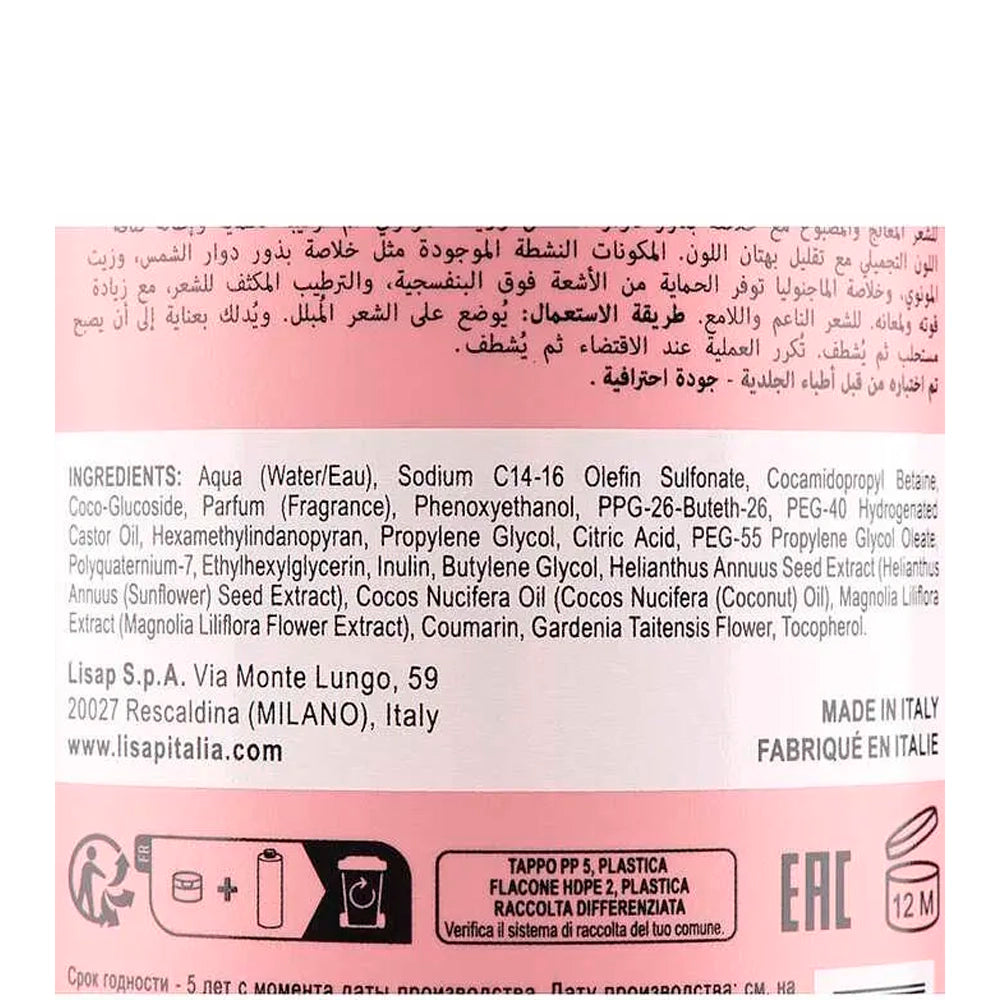 للشعر المعالج والمصبوغ مع خلاصة بذور دوار
اللون التجميلي مع تقليل بهتان اللون. المكونات النشطة الموجودة مثل خلاصة بذور دوار الشمس، وزيت
المونوي، وخلاصة الماجنوليا توفر الحماية من الأشعة فوق البنفسجية، والترطيب المكثف للشعر، مع زيادة
قوته ولمعانه. للشعر الناعم واللامع. طريقة الاستعمال: يُوضع على الشعر المُبلل. ويُدلك بعناية إلى أن يصبح
مستحلب ثم يُشطف. تُكرر العملية عند الاقتضاء ثم يُشطف.
تم اختباره من قبل أطباء الجلدية - جودة احترافية .
INGREDIENTS: Aqua (Water/Eau), Sodium C14-16 Olefin Sulfonate, Cocamidopropyl Betaine,
Coco-Glucoside, Parfum (Fragrance), Phenoxyethanol, PPG-26-Buteth-26, PEG-40 Hydrogenated
Castor Oil, Hexamethylindanopyran, Propylene Glycol, Citric Acid, PEG-55 Propylene Glycol Oleate,
Polyquaternium-7, Ethylhexylglycerin, Inulin, Butylene Glycol, Helianthus Annuus Seed Extract (Helianthus
Annuus (Sunflower) Seed Extract), Cocos Nucifera Oil (Cocos Nucifera (Coconut) Oil), Magnolia Liliflora
Extract (Magnolia Liliflora Flower Extract), Coumarin, Gardenia Taitensis Flower, Tocopherol.
Lisap S.p.A. Via Monte Lungo, 59
20027 Rescaldina (MILANO), Italy
www.lisapitalia.com
MADE IN ITALY
FABRIQUÉ EN ITALIE
FR
+
TAPPO PP 5, PLASTICA
FLACONE HDPE 2, PLASTICA
RACCOLTA DIFFERENZIATA
Verifica il sistema di raccolta del tuo comune.
EAC
12 M
Срок годности - 5 лет с момента даты производства. Дату производства: см. на